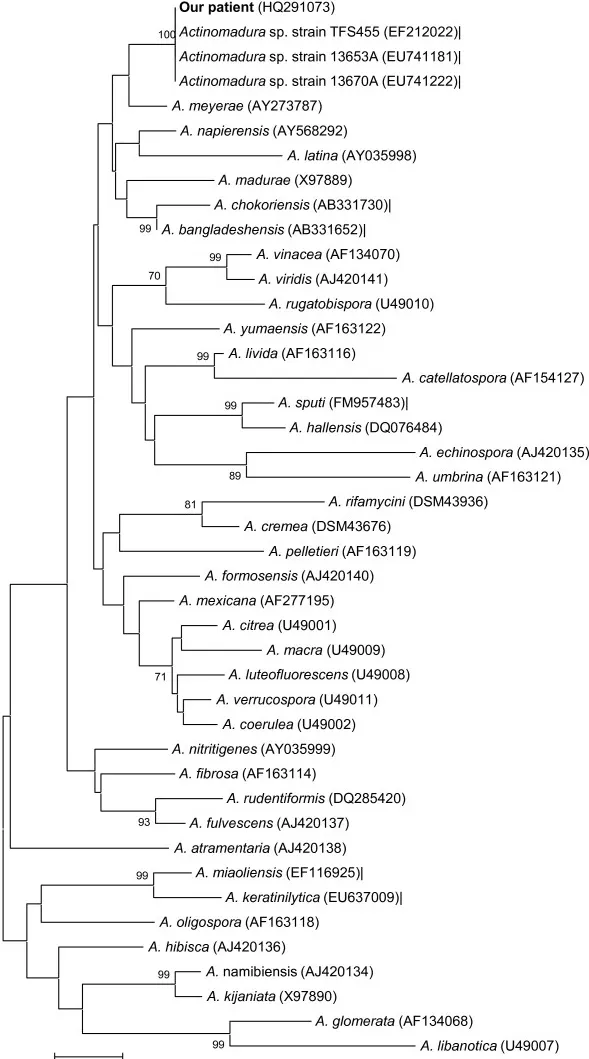 Our patient (HQ291073)
100
Actinomadura sp. strain TFS455 (EF212022)|
Actinomadura sp. strain 13653A (EU741181)|
Actinomadura sp. strain 13670A (EU741222)|
A. meyerae (AY273787)
A. napierensis (AY568292)
A. latina (AY035998)
A. madurae (X97889)
A. chokoriensis (AB331730)|
99
A. bangladeshensis (AB331652)|
A. vinacea (AF134070)
99
70
A. viridis (AJ420141)
A. rugatobispora (U49010)
A. yumaensis (AF163122)
99
A. livida (AF163116)
A. catellatospora (AF154127)
99
A. sputi (FM957483)|
A. hallensis (DQ076484)
A. echinospora (AJ420135)
89
A. umbrina (AF163121)
81
A. rifamycini (DSM43936)
A. cremea (DSM43676)
A. pelletieri (AF163119)
A. formosensis (AJ420140)
A. mexicana (AF277195)
A. citrea (U49001)
A. macra (U49009)
71
A. luteofluorescens (U49008)
A. verrucospora (U49011)
A. coerulea (U49002)
A. nitritigenes (AY035999)
A. fibrosa (AF163114)
A. rudentiformis (DQ285420)
93
A. fulvescens (AJ420137)
A. atramentaria (AJ420138)
99
A. miaoliensis (EF116925)|
A. keratinilytica (EU637009)|
A. oligospora (AF163118)
A. hibisca (AJ420136)
99
A. namibiensis (AJ420134)
A. kijaniata (X97890)
A. glomerata (AF134068)
99
A. libanotica (U49007)